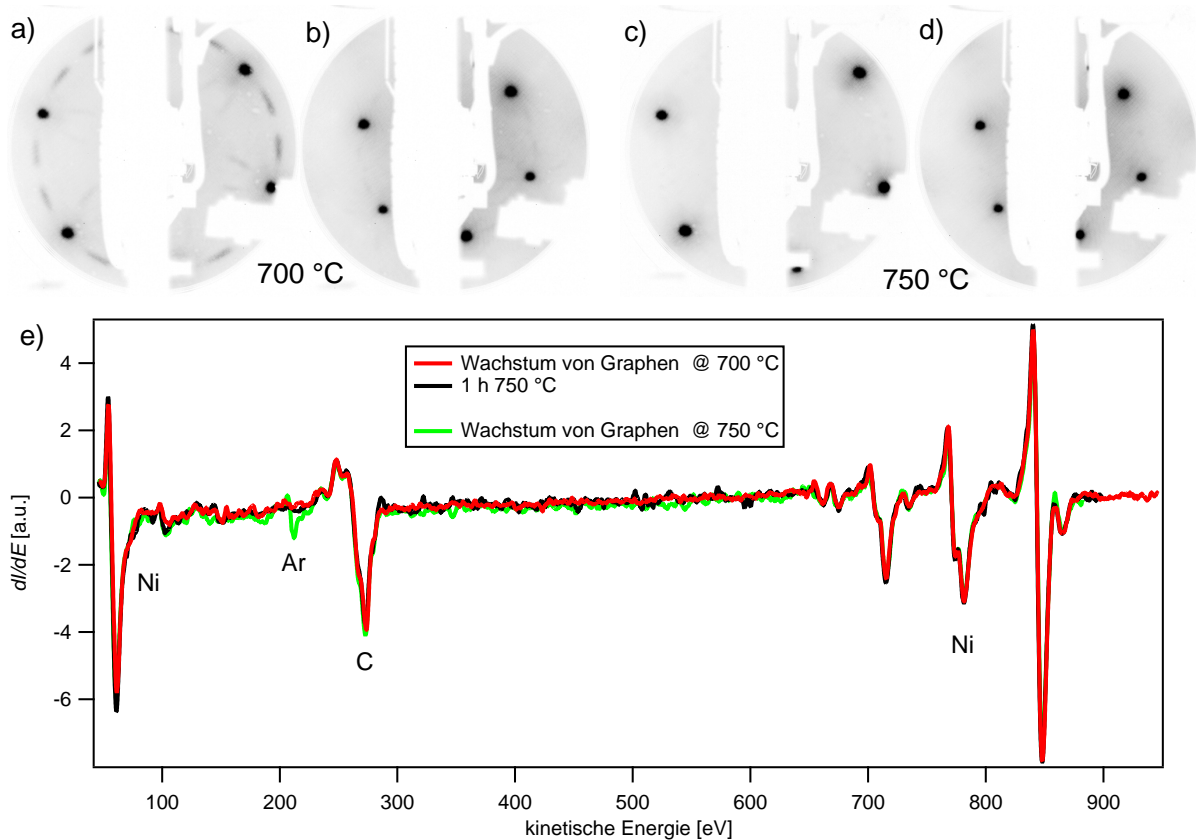 a)
b)
c)
d)
700 °C
750 °C
e)
Wachstum von Graphen @ 700 °C
1 h 750 °C
Wachstum von Graphen @ 750 °C
4
2
0
-2
-4
-6
dI/dE [a.u.]
Ni
Ar
C
Ni
100 200 300 400 500 600 700 800 900
kinetische Energie [eV]